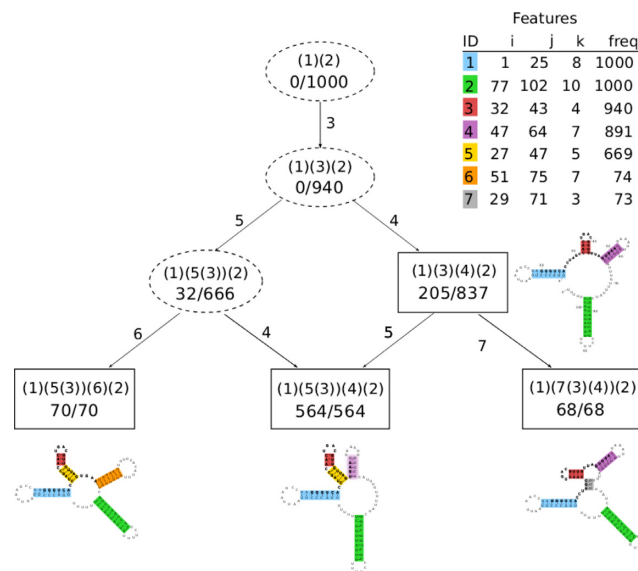 Features
ID i j k freq
1 1 25 8 1000
2 77 102 10 1000
3 32 43 4 940
4 47 64 7 891
5 27 47 5 669
6 51 75 7 74
7 29 71 3 73
(1)(2)
0/1000
3
(1)(3)(2)
0/940
5
4
(1)(5(3))(2)
32/666
(1)(3)(4)(2)
205/837
6
4
5
7
(1)(5(3))(6)(2)
70/70
(1)(5(3))(4)(2)
564/564
(1)(7(3)(4))(2)
68/68